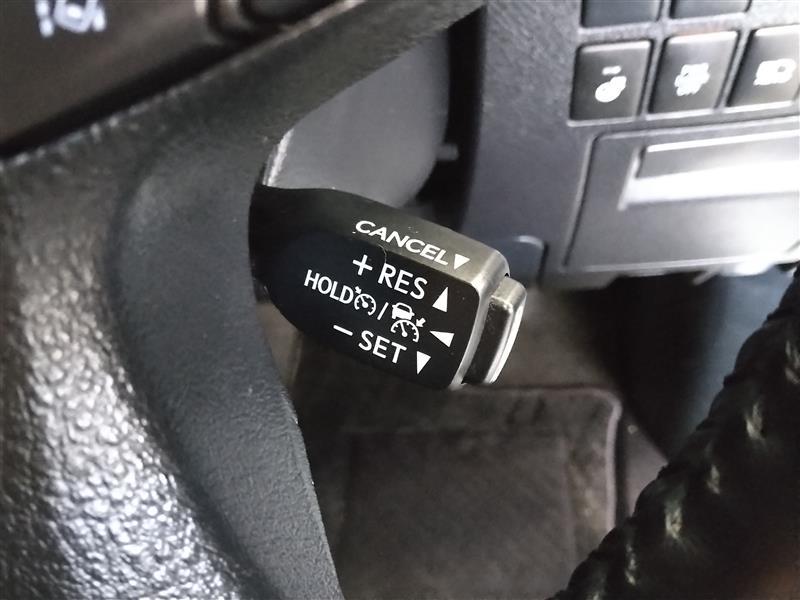 CANCEL▼
+ RES ▲
HOLD /
− SET ▼